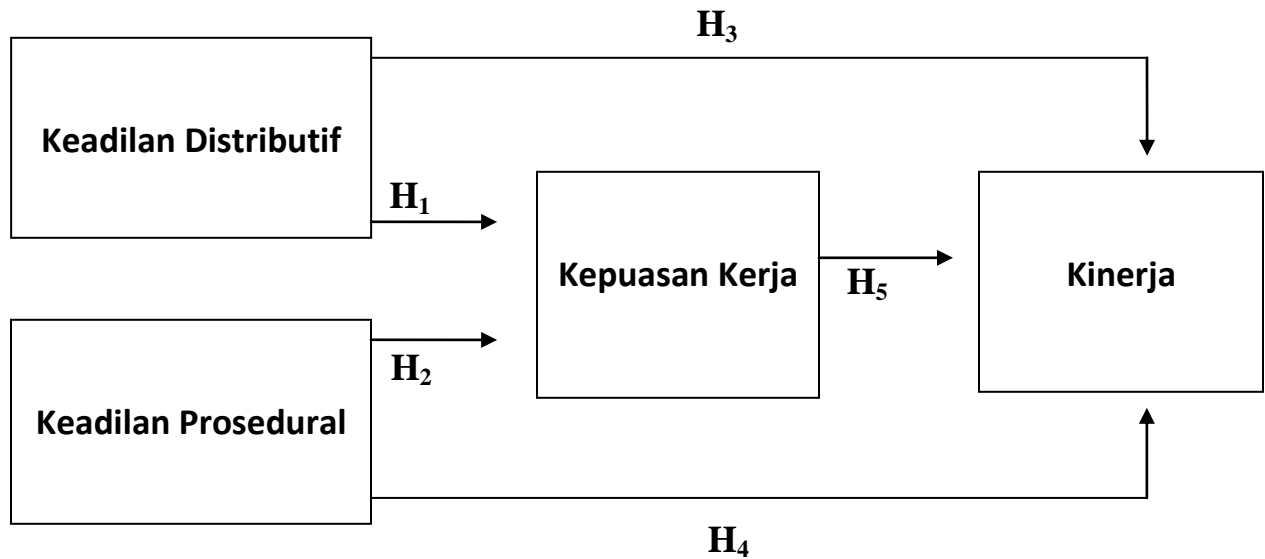 H₃
Keadilan Distributif
H₁
Kepuasan Kerja
H₅
Kinerja
H₂
Keadilan Prosedural
H₄